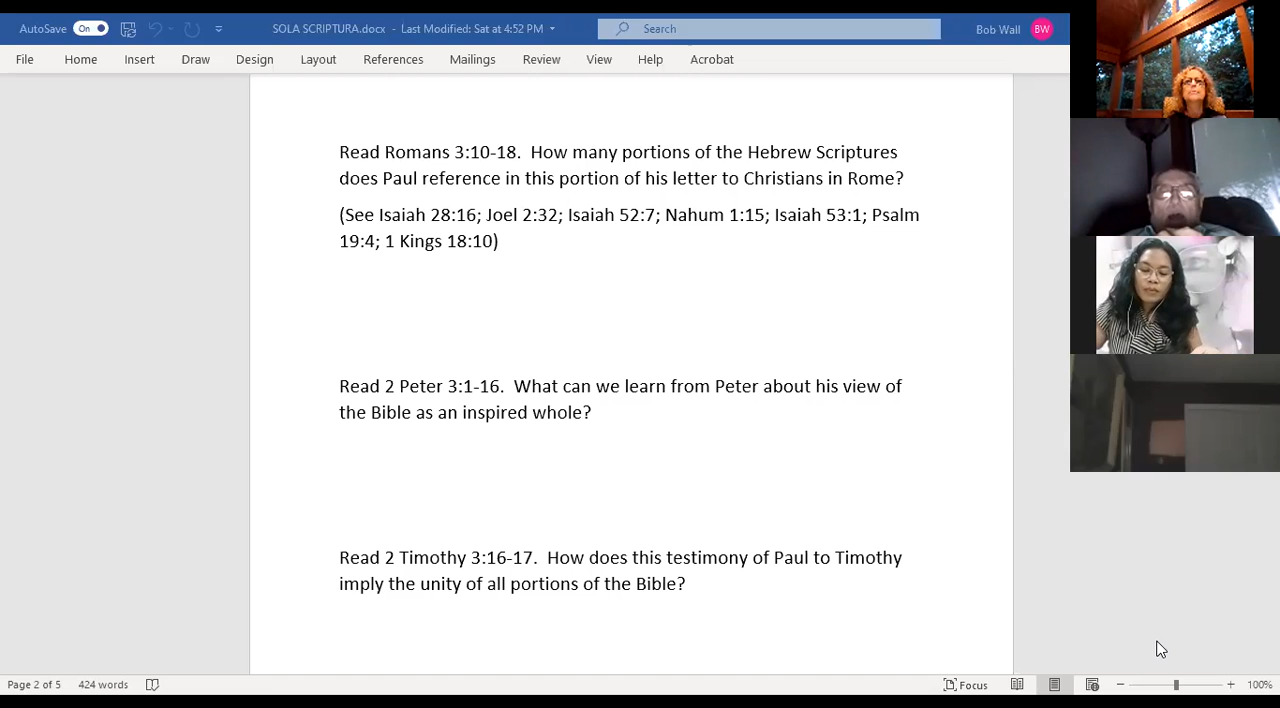 AutoSave On SOLA SCRIPTURA.docx - Last Modified: Sat at 4:52 PM Search Bob Wall BW
File Home Insert Draw Design Layout References Mailings Review View Help Acrobat
Read Romans 3:10-18. How many portions of the Hebrew Scriptures
does Paul reference in this portion of his letter to Christians in Rome?
(See Isaiah 28:16; Joel 2:32; Isaiah 52:7; Nahum 1:15; Isaiah 53:1; Psalm
19:4; 1 Kings 18:10)
Read 2 Peter 3:1-16. What can we learn from Peter about his view of
the Bible as an inspired whole?
Read 2 Timothy 3:16-17. How does this testimony of Paul to Timothy
imply the unity of all portions of the Bible?
Page 2 of 5 424 words Focus 100%